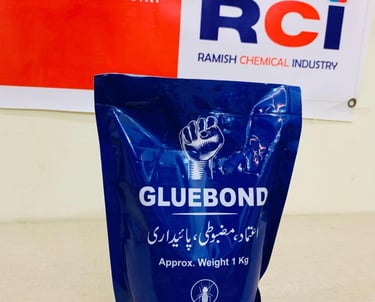 RCI
RAMISH CHEMICAL INDUSTRY
GLUEBOND
اعتماد، مضبوطی، پائیداری
Approx. Weight 1 Kg